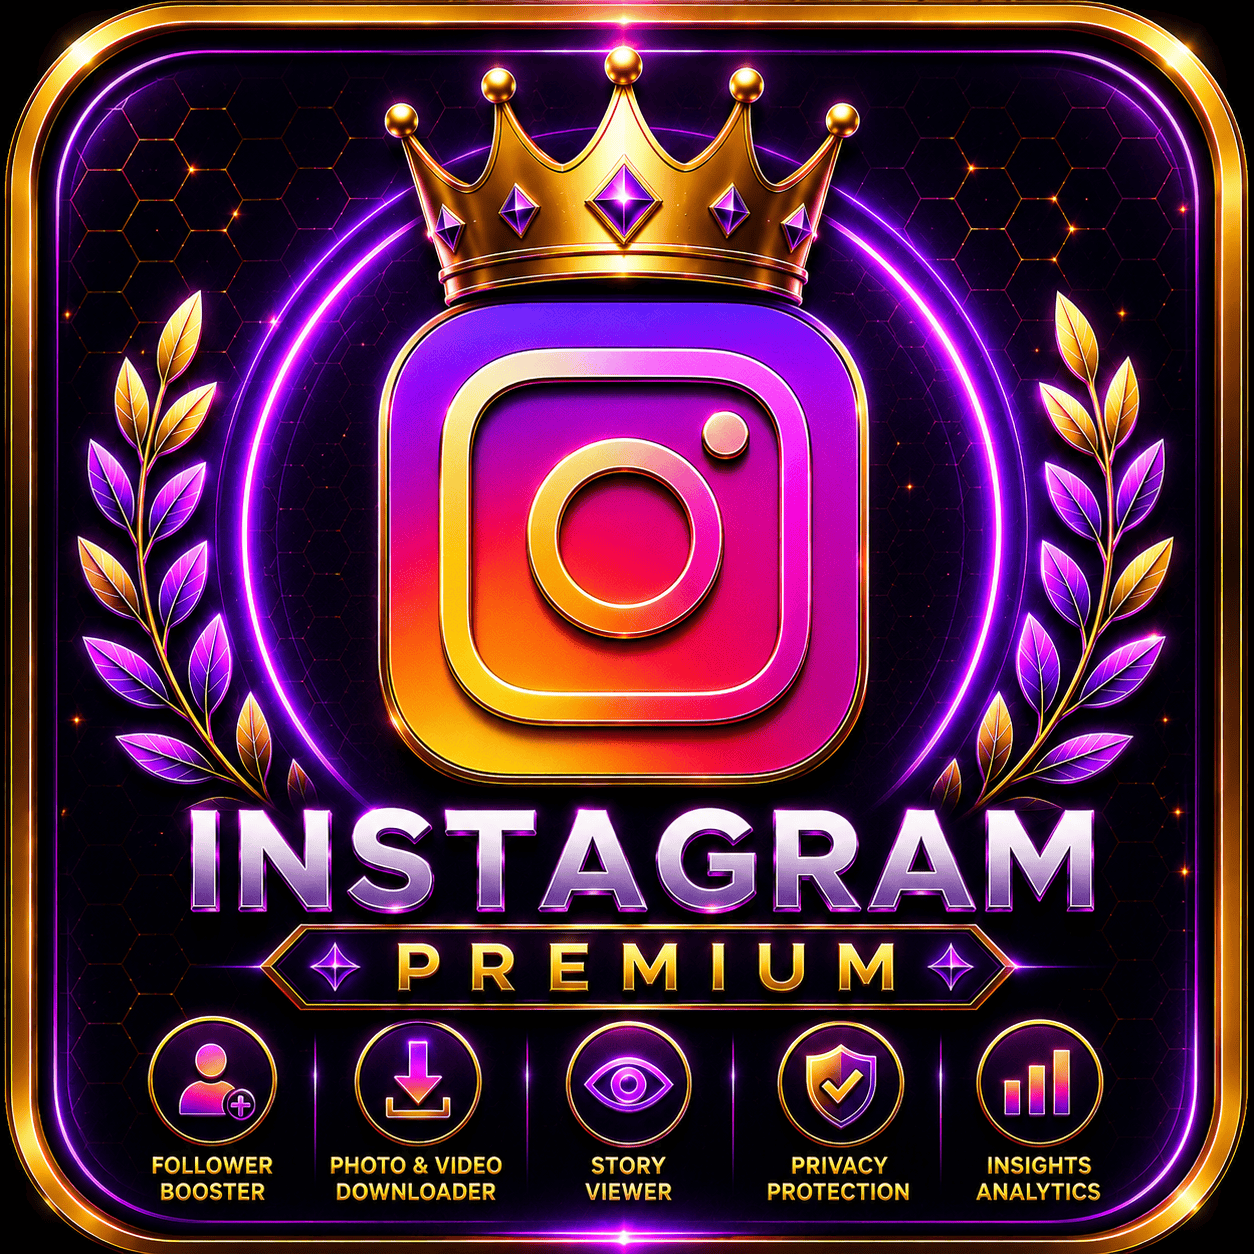 INSTAGRAM
PREMIUM
FOLLOWER
BOOSTER
PHOTO & VIDEO
DOWNLOADER
STORY
VIEWER
PRIVACY
PROTECTION
INSIGHTS
ANALYTICS